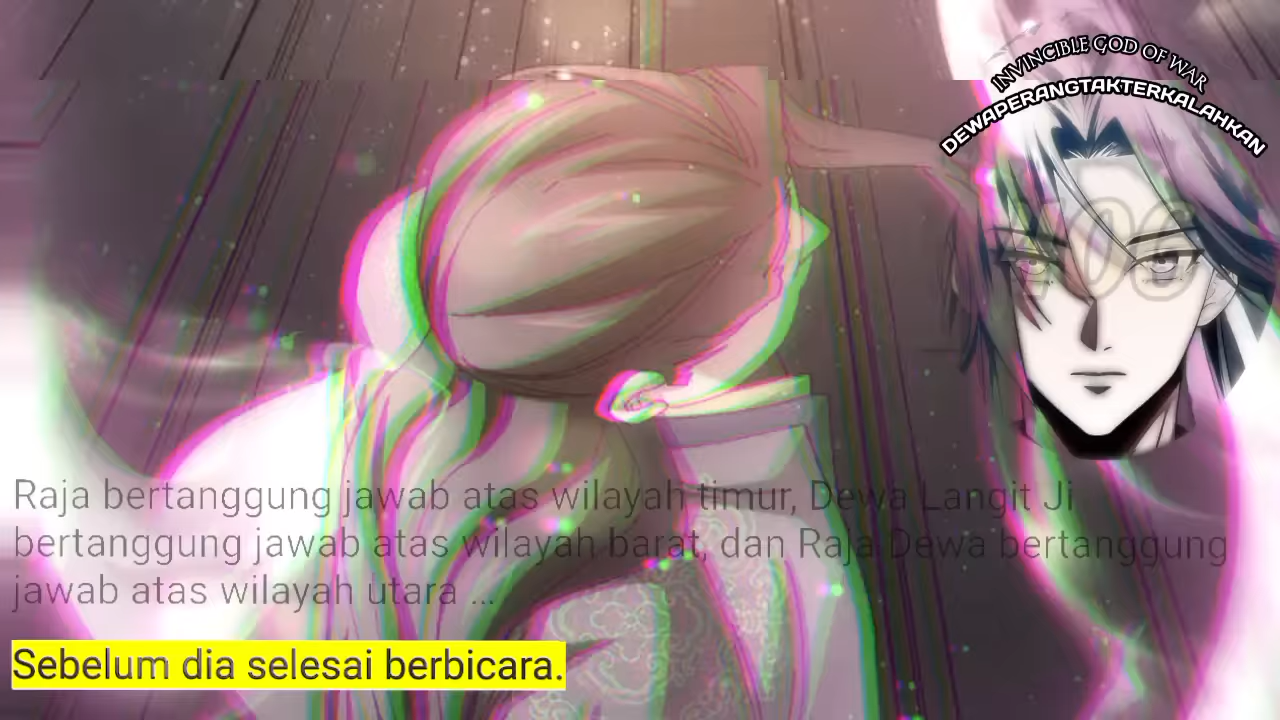 INVINCIBLE GOD OF WAR
DEWAPERANGTAKTERKALAHKAN
Raja bertanggung jawab atas wilayah timur, Dewa Langit Ji
bertanggung jawab atas wilayah barat, dan Raja Dewa bertanggung
jawab atas wilayah utara ...
Sebelum dia selesai berbicara.